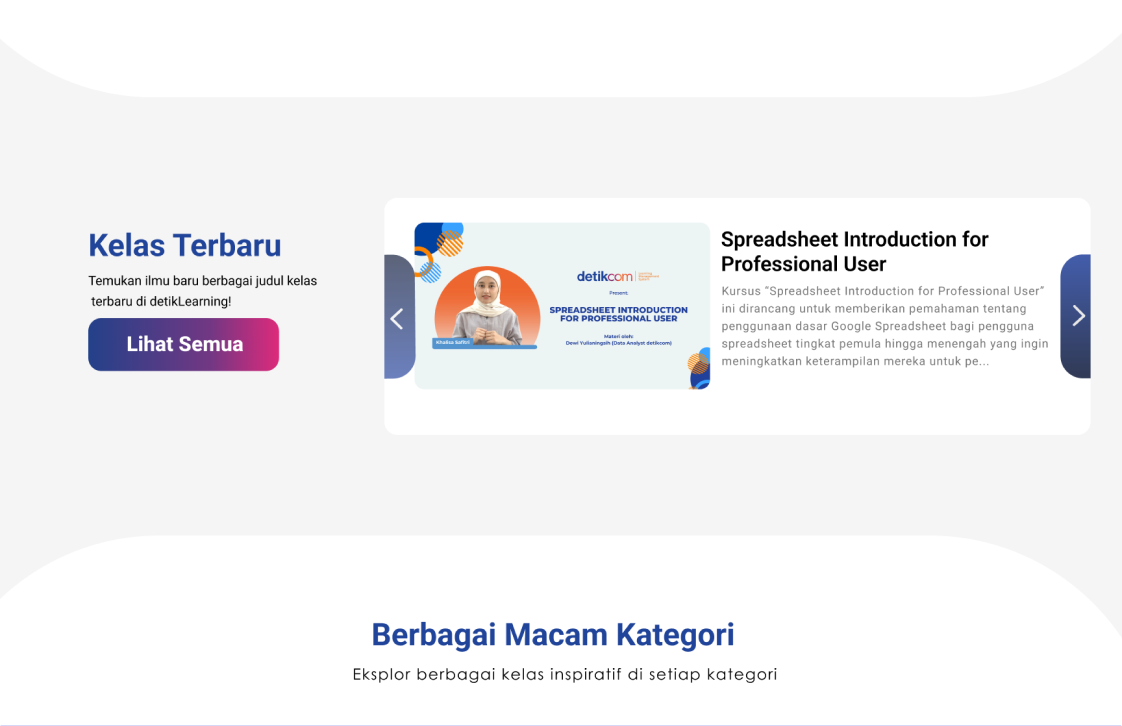 Kelas Terbaru
Temukan ilmu baru berbagai judul kelas
terbaru di detikLearning!
Lihat Semua
detikcom
Present:
SPREADSHEET INTRODUCTION
FOR PROFESSIONAL USER
Materi oleh:
Dewi Yulianingsih (Data Analyst detikcom)
Khaliza Safitri
Spreadsheet Introduction for
Professional User
Kursus “Spreadsheet Introduction for Professional User”
ini dirancang untuk memberikan pemahaman tentang
penggunaan dasar Google Spreadsheet bagi pengguna
spreadsheet tingkat pemula hingga menengah yang ingin
meningkatkan keterampilan mereka untuk pe...
Berbagai Macam Kategori
Eksplor berbagai kelas inspiratif di setiap kategori